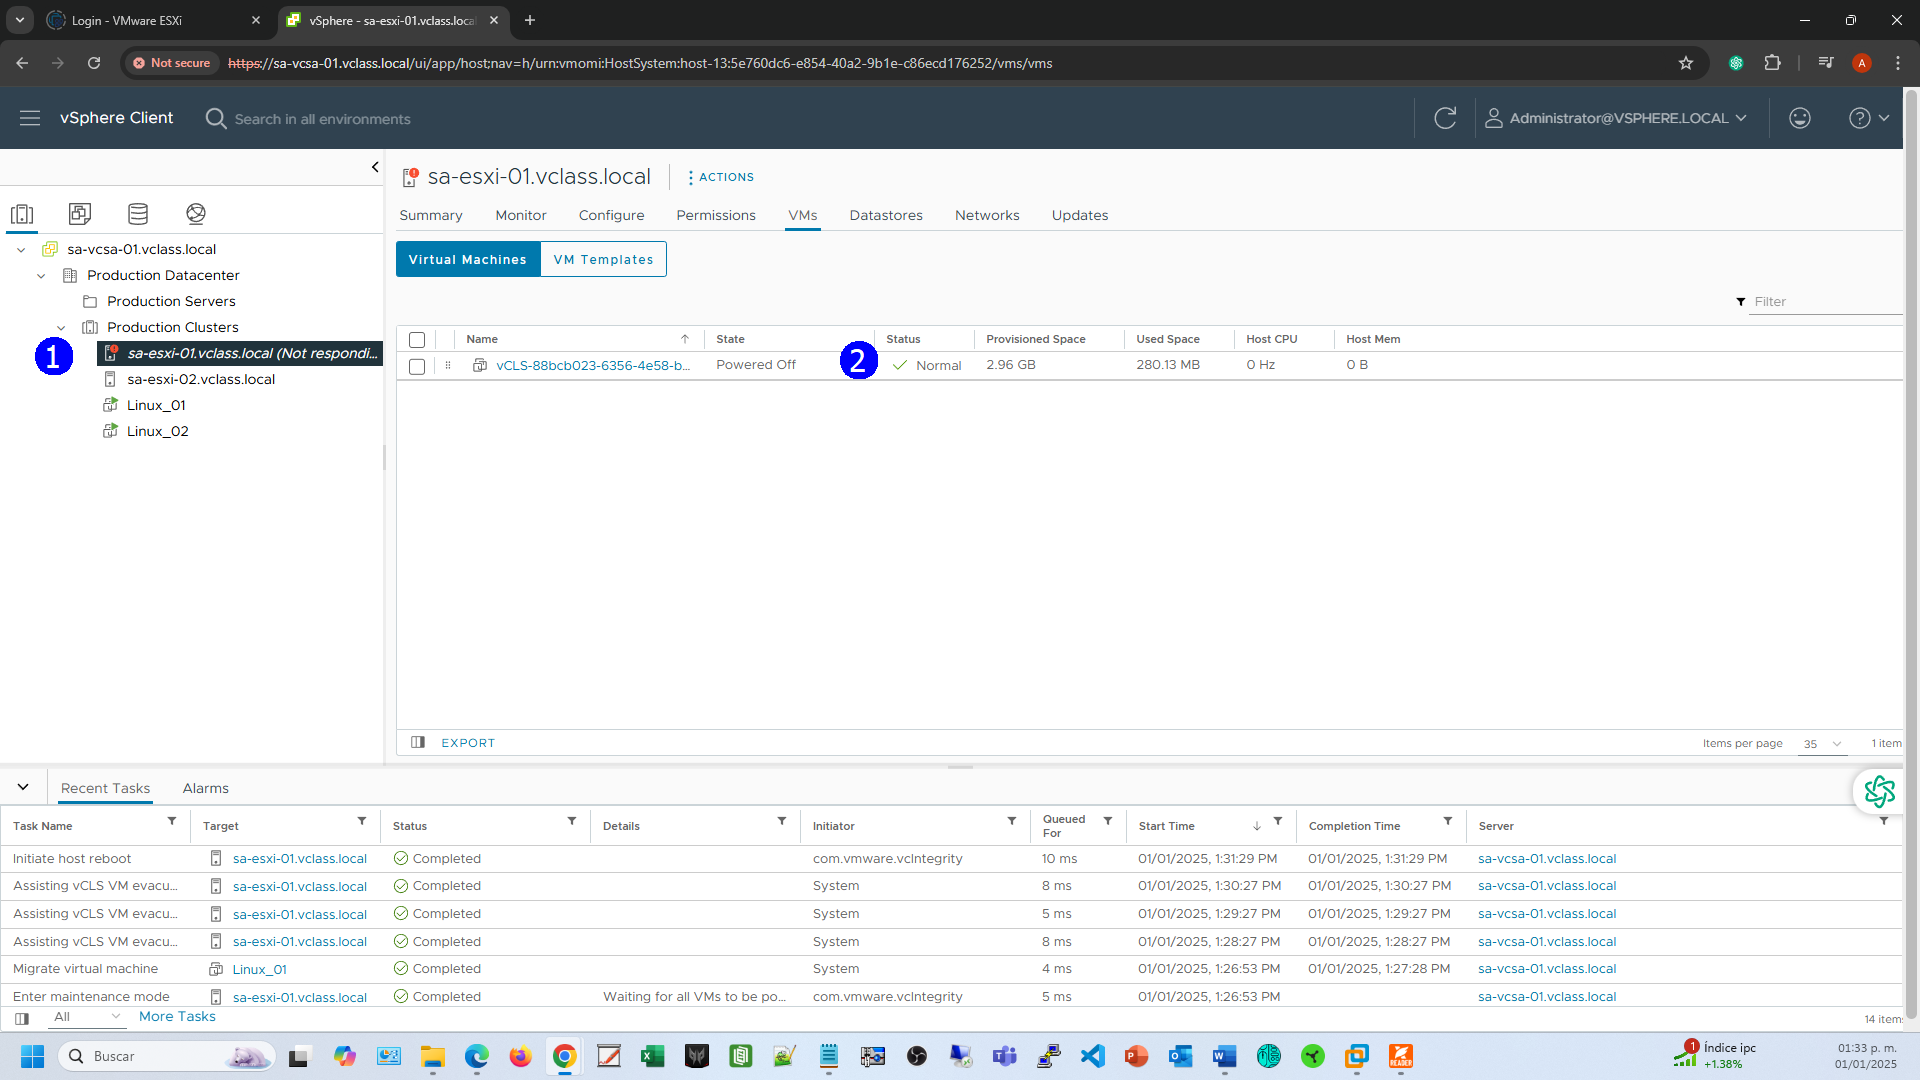 Login - VMware ESXi
vSphere - sa-esxi-01.vclass.loca
Not secure
https://sa-vcsa-01.vclass.local/ui/app/host;nav=h/urn:vmomi:HostSystem:host-13:5e760dc6-e854-40a2-9b1e-c86ecd176252/vms/vms
A
vSphere Client
Search in all environments
Administrator@VSPHERE.LOCAL
sa-esxi-01.vclass.local
ACTIONS
Summary Monitor Configure Permissions VMs Datastores Networks Updates
sa-vcsa-01.vclass.local
Production Datacenter
Production Servers
Production Clusters
1
sa-esxi-01.vclass.local (Not respondi...
sa-esxi-02.vclass.local
Linux_01
Linux_02
Virtual Machines VM Templates
Filter
Name State Status Provisioned Space Used Space Host CPU Host Mem
vCLS-88bcb023-6356-4e58-b... Powered Off 2 Normal 2.96 GB 280.13 MB 0 Hz 0 B
EXPORT
Items per page 35 1 item
Recent Tasks Alarms
Task Name Target Status Details Initiator Queued For Start Time Completion Time Server
Initiate host reboot sa-esxi-01.vclass.local Completed com.vmware.vcIntegrity 10 ms 01/01/2025, 1:31:29 PM 01/01/2025, 1:31:29 PM sa-vcsa-01.vclass.local
Assisting vCLS VM evacu... sa-esxi-01.vclass.local Completed System 8 ms 01/01/2025, 1:30:27 PM 01/01/2025, 1:30:27 PM sa-vcsa-01.vclass.local
Assisting vCLS VM evacu... sa-esxi-01.vclass.local Completed System 5 ms 01/01/2025, 1:29:27 PM 01/01/2025, 1:29:27 PM sa-vcsa-01.vclass.local
Assisting vCLS VM evacu... sa-esxi-01.vclass.local Completed System 8 ms 01/01/2025, 1:28:27 PM 01/01/2025, 1:28:27 PM sa-vcsa-01.vclass.local
Migrate virtual machine Linux_01 Completed System 4 ms 01/01/2025, 1:26:53 PM 01/01/2025, 1:27:28 PM sa-vcsa-01.vclass.local
Enter maintenance mode sa-esxi-01.vclass.local Completed Waiting for all VMs to be po... com.vmware.vcIntegrity 5 ms 01/01/2025, 1:26:53 PM sa-vcsa-01.vclass.local
All More Tasks
14 items
Buscar
READER
1
Índice ipc
+1.38%
01:33 p. m.
01/01/2025